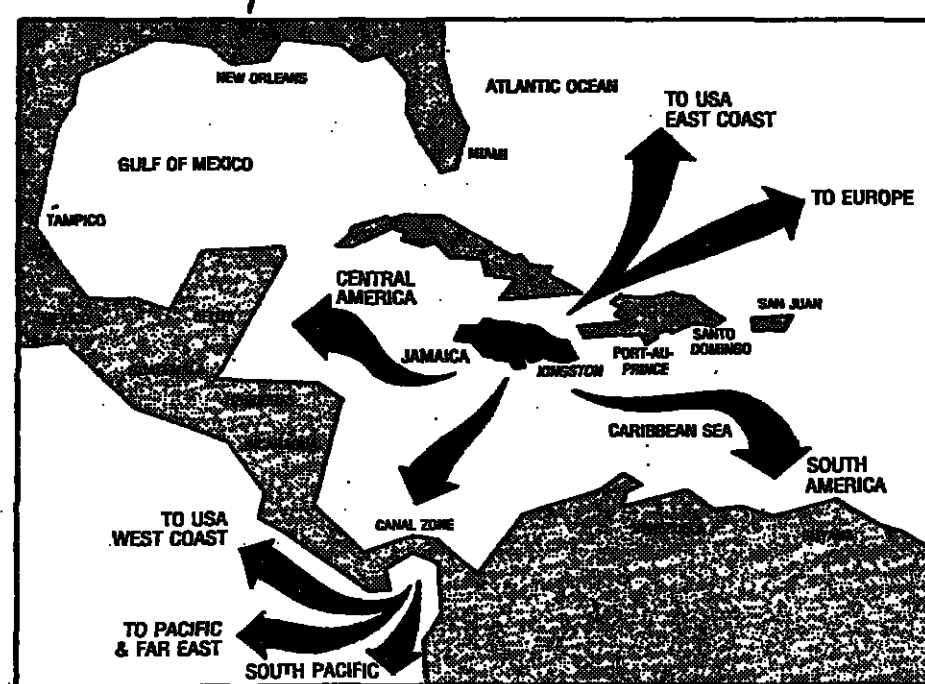 NEW ORLEANS
ATLANTIC OCEAN
TO USA
EAST COAST
MIAMI
GULF OF MEXICO
TO EUROPE
TAMPICO
CENTRAL
AMERICA
SAN JUAN
SANTO
DOMINGO
JAMAICA
KINGSTON
PORT-AU-
PRINCE
CARIBBEAN SEA
SOUTH
AMERICA
CANAL ZONE
TO USA
WEST COAST
TO PACIFIC
& FAR EAST
SOUTH PACIFIC